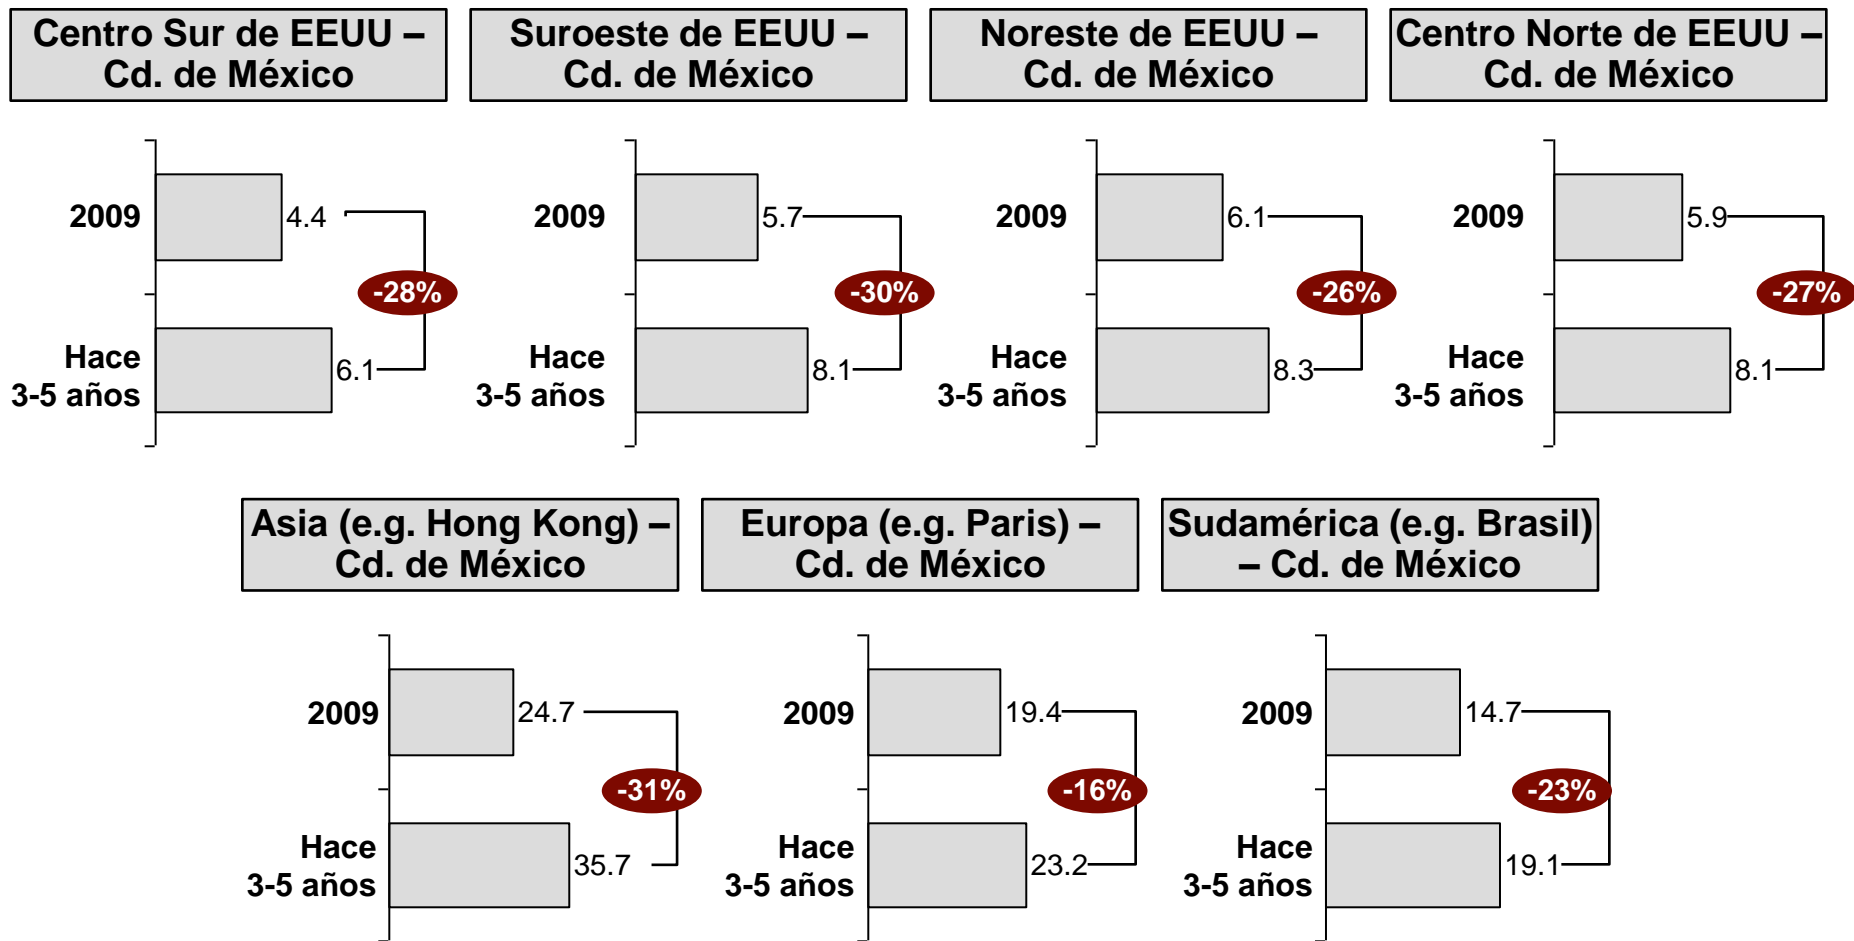 Centro Sur de EEUU –
Cd. de México
2009
4.4
-28%
Hace
3-5 años
6.1
Suroeste de EEUU –
Cd. de México
2009
5.7
-30%
Hace
3-5 años
8.1
Noreste de EEUU –
Cd. de México
2009
6.1
-26%
Hace
3-5 años
8.3
Centro Norte de EEUU –
Cd. de México
2009
5.9
-27%
Hace
3-5 años
8.1
Asia (e.g. Hong Kong) –
Cd. de México
2009
24.7
-31%
Hace
3-5 años
35.7
Europa (e.g. Paris) –
Cd. de México
2009
19.4
-16%
Hace
3-5 años
23.2
Sudamérica (e.g. Brasil)
– Cd. de México
2009
14.7
-23%
Hace
3-5 años
19.1